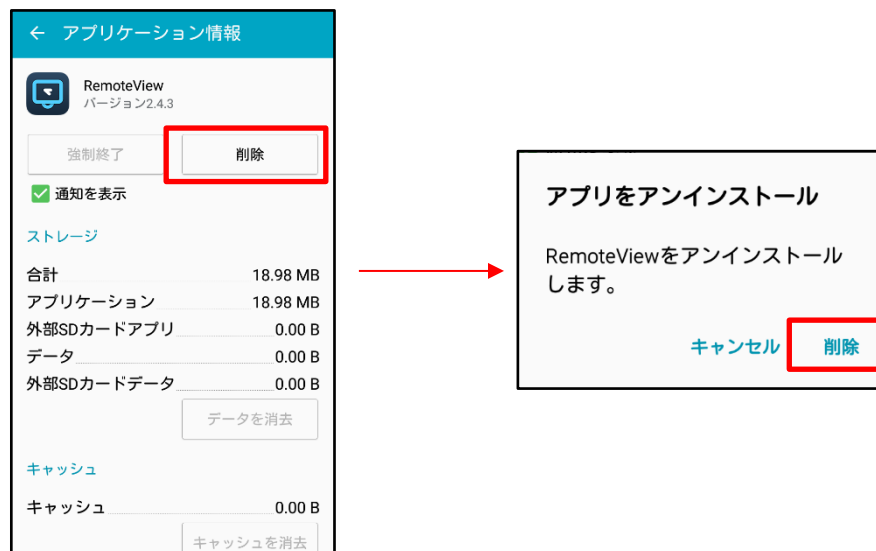 ← アプリケーション情報
RemoteView
バージョン2.4.3
強制終了 削除
通知を表示
ストレージ
合計 18.98 MB
アプリケーション 18.98 MB
外部SDカードアプリ 0.00 B
データ 0.00 B
外部SDカードデータ 0.00 B
データを消去
キャッシュ
キャッシュ 0.00 B
キャッシュを消去
アプリをアンインストール
RemoteViewをアンインストール
します。
キャンセル 削除